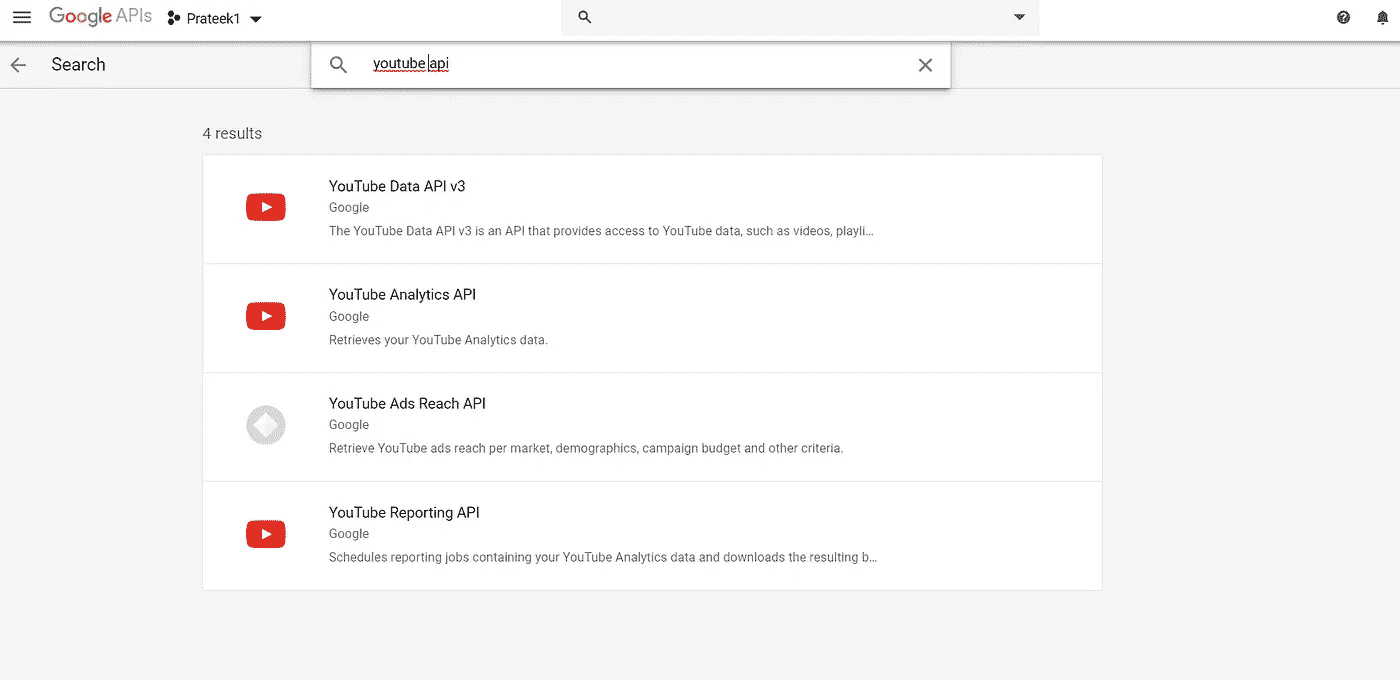 Google APIs Prateek1
Search
youtube api
4 results
YouTube Data API v3
Google
The YouTube Data API v3 is an API that provides access to YouTube data, such as videos, playli...
YouTube Analytics API
Google
Retrieves your YouTube Analytics data.
YouTube Ads Reach API
Google
Retrieve YouTube ads reach per market, demographics, campaign budget and other criteria.
YouTube Reporting API
Google
Schedules reporting jobs containing your YouTube Analytics data and downloads the resulting b...